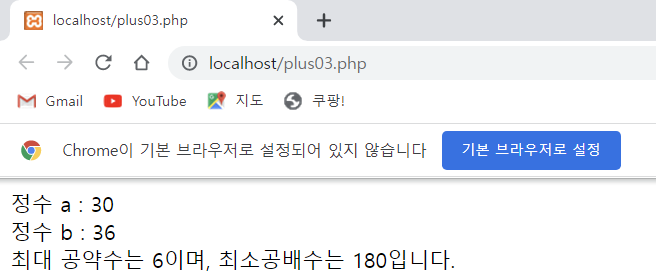 localhost/plus03.php
localhost/plus03.php
Gmail YouTube 지도 쿠팡!
Chrome이 기본 브라우저로 설정되어 있지 않습니다 기본 브라우저로 설정
정수 a : 30
정수 b : 36
최대 공약수는 6이며, 최소공배수는 180입니다.